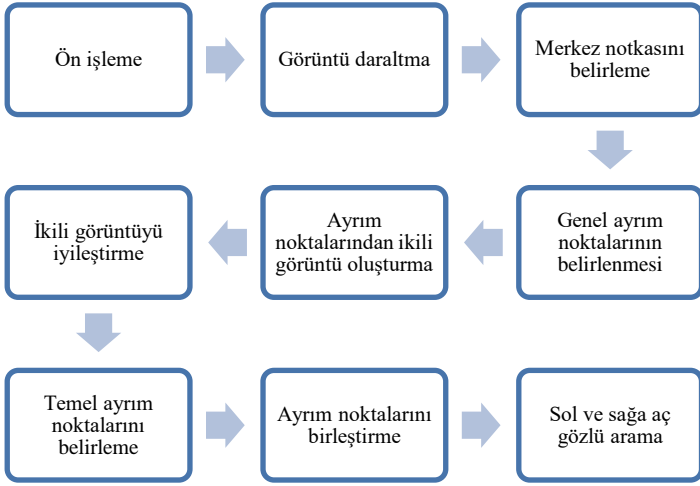 Ön işleme
Görüntü daraltma
Merkez notkasını
belirleme
Genel ayrım
noktalarının
belirlenmesi
Ayrım
noktalarından ikili
görüntü oluşturma
İkili görüntüyü
iyileştirme
Temel ayrım
noktalarını
belirleme
Ayrım noktalarını
birleştirme
Sol ve sağa aç
gözlü arama